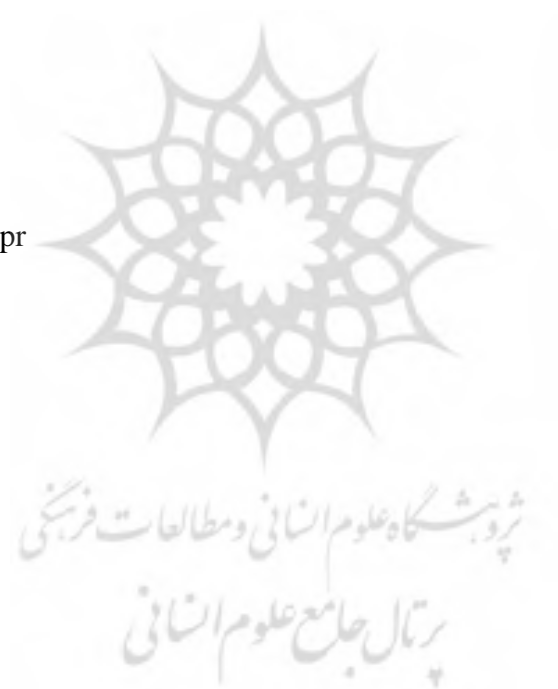 pr
پژوهشگاه علوم انسانی و مطالعات فرهنگی
پرتال جامع علوم انسانی